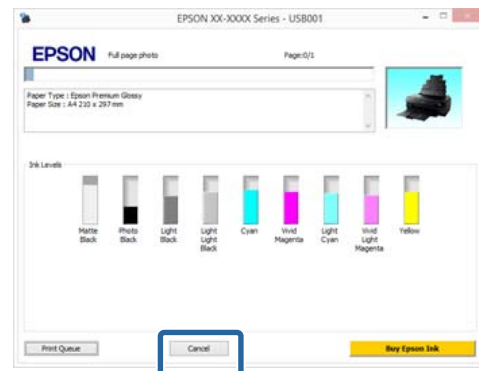 EPSON XX-XXXX Series - USB001
EPSON
Full page photo
Page:0/1
Paper Type : Epson Premium Glossy
Paper Size : A4 210 x 297 mm
Ink Levels
Matte Black
Photo Black
Light Black
Light Light Black
Cyan
Vivid Magenta
Light Cyan
Vivid Light Magenta
Yellow
Print Queue
Cancel
Buy Epson Ink